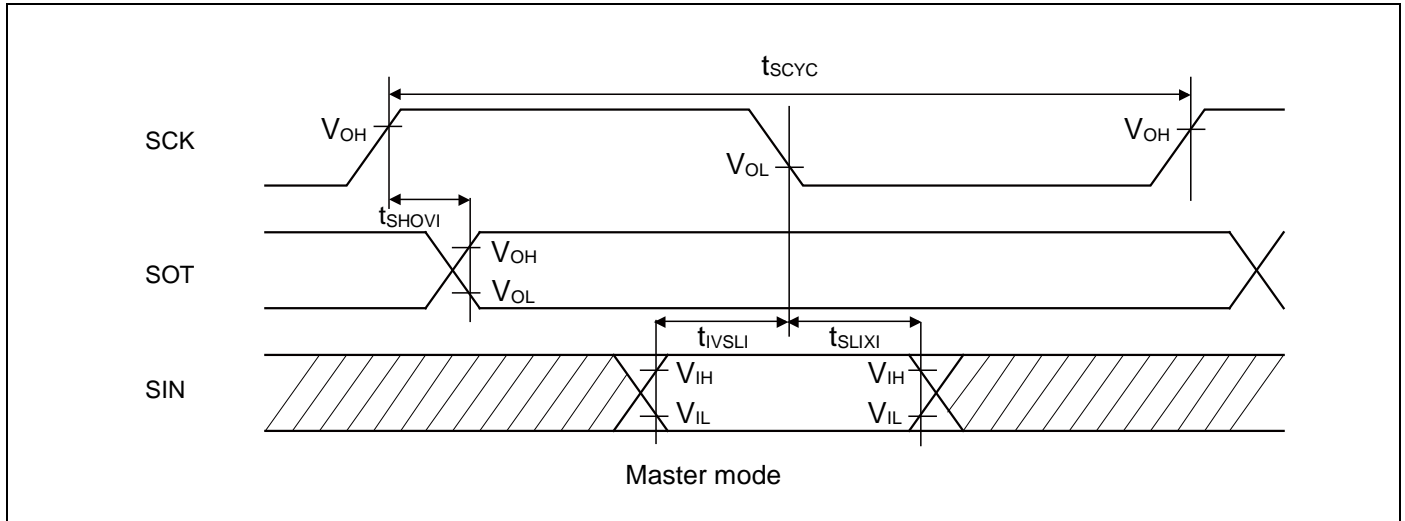 tSCYC
SCK
VOH
VOL
VOH
tSHOVI
SOT
VOH
VOL
tIVSLI
tSLIXI
SIN
VIH
VIH
VIL
VIL
Master mode